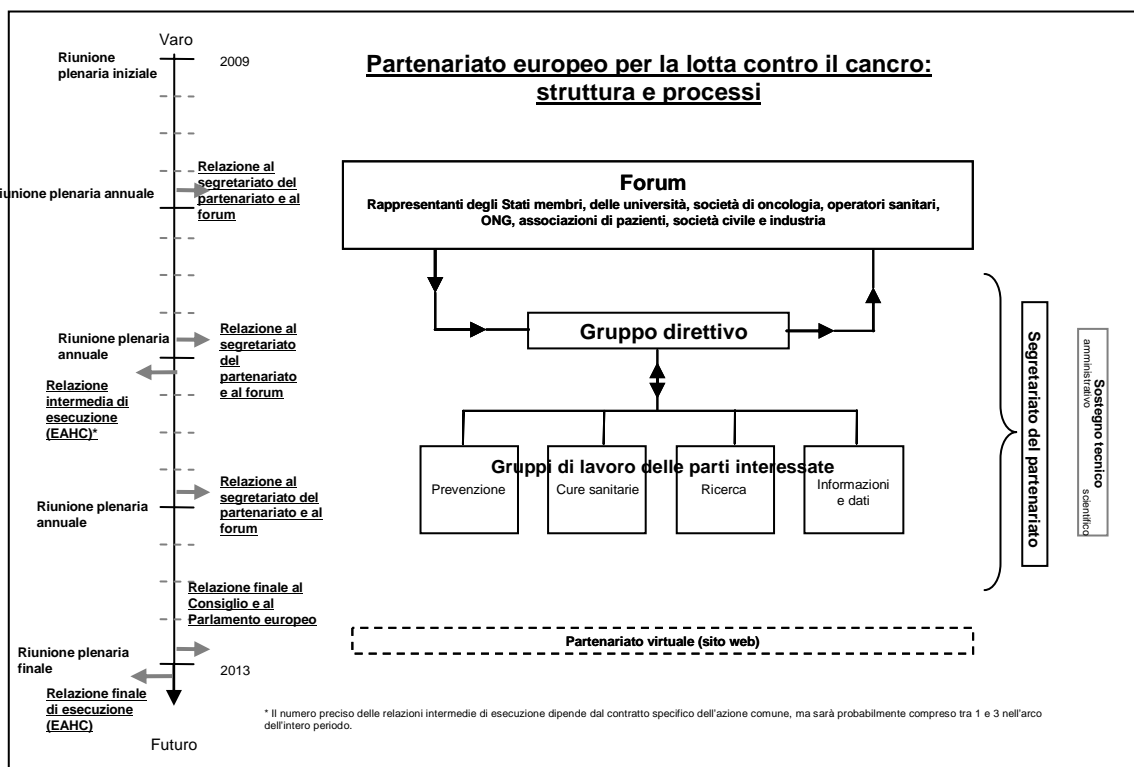 Varo
Riunione
plenaria iniziale
2009
Relazione al
segretariato del
partenariato e al
forum
iunione plenaria annuale
Riunione plenaria
annuale
Relazione al
segretariato
del
partenariato
e al forum
Relazione
intermedia di
esecuzione
(EAHC)*
Relazione al
segretariato del
partenariato e al
forum
Riunione plenaria
annuale
Relazione finale al
Consiglio e al
Parlamento europeo
Riunione plenaria
finale
2013
Relazione finale
di esecuzione
(EAHC)
Futuro
Partenariato europeo per la lotta contro il cancro:
struttura e processi
Forum
Rappresentanti degli Stati membri, delle università, società di oncologia, operatori sanitari,
ONG, associazioni di pazienti, società civile e industria
Gruppo direttivo
Gruppi di lavoro delle parti interessate
Prevenzione
Cure sanitarie
Ricerca
Informazioni
e dati
Segretariato del partenariato
Sostegno tecnico
amministrativo
scientifico
Partenariato virtuale (sito web)
* Il numero preciso delle relazioni intermedie di esecuzione dipende dal contratto specifico dell'azione comune, ma sarà probabilmente compreso tra 1 e 3 nell'arco
dell'intero periodo.